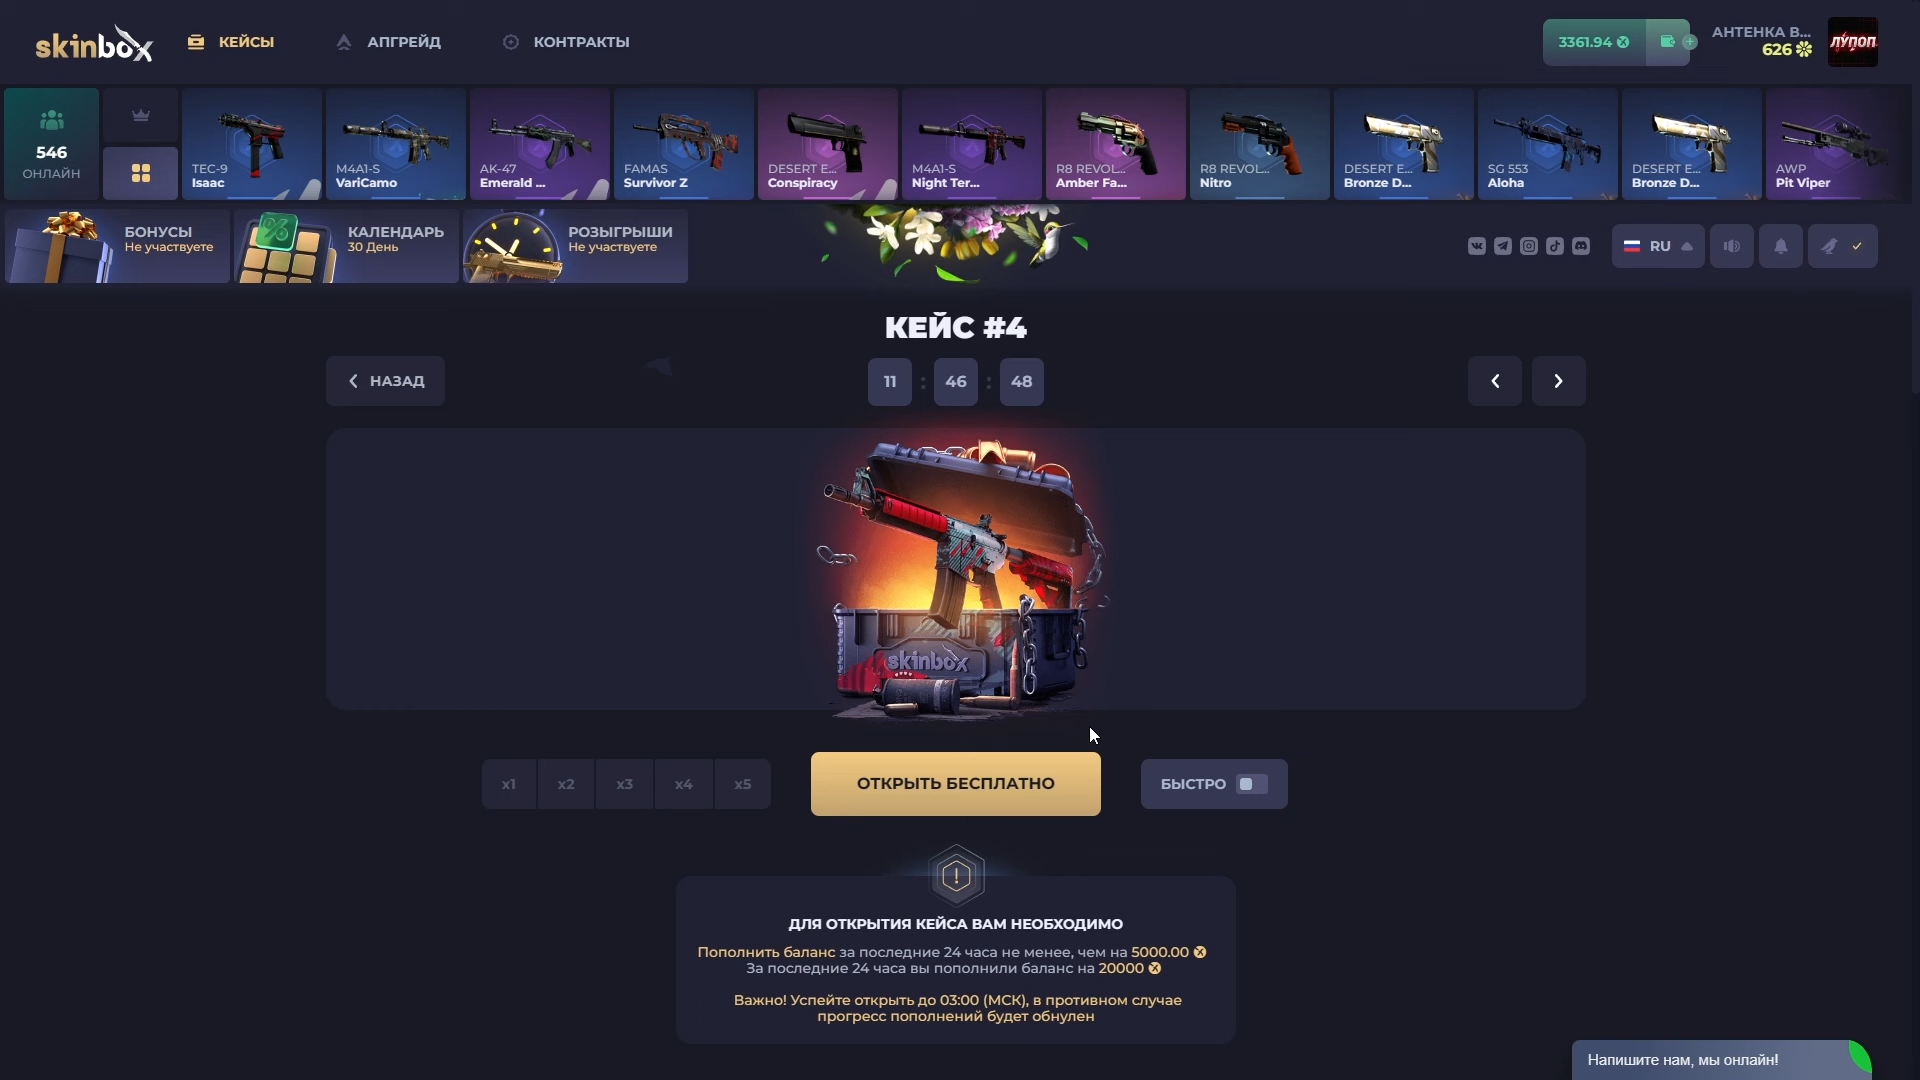 skinbox
КЕЙСЫ
АПГРЕЙД
КОНТРАКТЫ
3361.94
АНТЕНКА В...
626
ЛУПОП
546
ОНЛАЙН
TEC-9
Isaac
M4A1-S
VariCamo
AK-47
Emerald ...
FAMAS
Survivor Z
DESERT E...
Conspiracy
M4A1-S
Night Ter...
R8 REVOL...
Amber Fa...
R8 REVOL...
Nitro
DESERT E...
Bronze D...
SG 553
Aloha
DESERT E...
Bronze D...
AWP
Pit Viper
БОНУСЫ
Не участвуете
КАЛЕНДАРЬ
30 День
РОЗЫГРЫШИ
Не участвуете
RU
КЕЙС #4
НАЗАД
11 : 46 : 48
skinbox
x1 x2 x3 x4 x5
ОТКРЫТЬ БЕСПЛАТНО
БЫСТРО
ДЛЯ ОТКРЫТИЯ КЕЙСА ВАМ НЕОБХОДИМО
Пополнить баланс за последние 24 часа не менее, чем на 5000.00
За последние 24 часа вы пополнили баланс на 20000
Важно! Успейте открыть до 03:00 (МСК), в противном случае
прогресс пополнений будет обнулен
Напишите нам, мы онлайн!